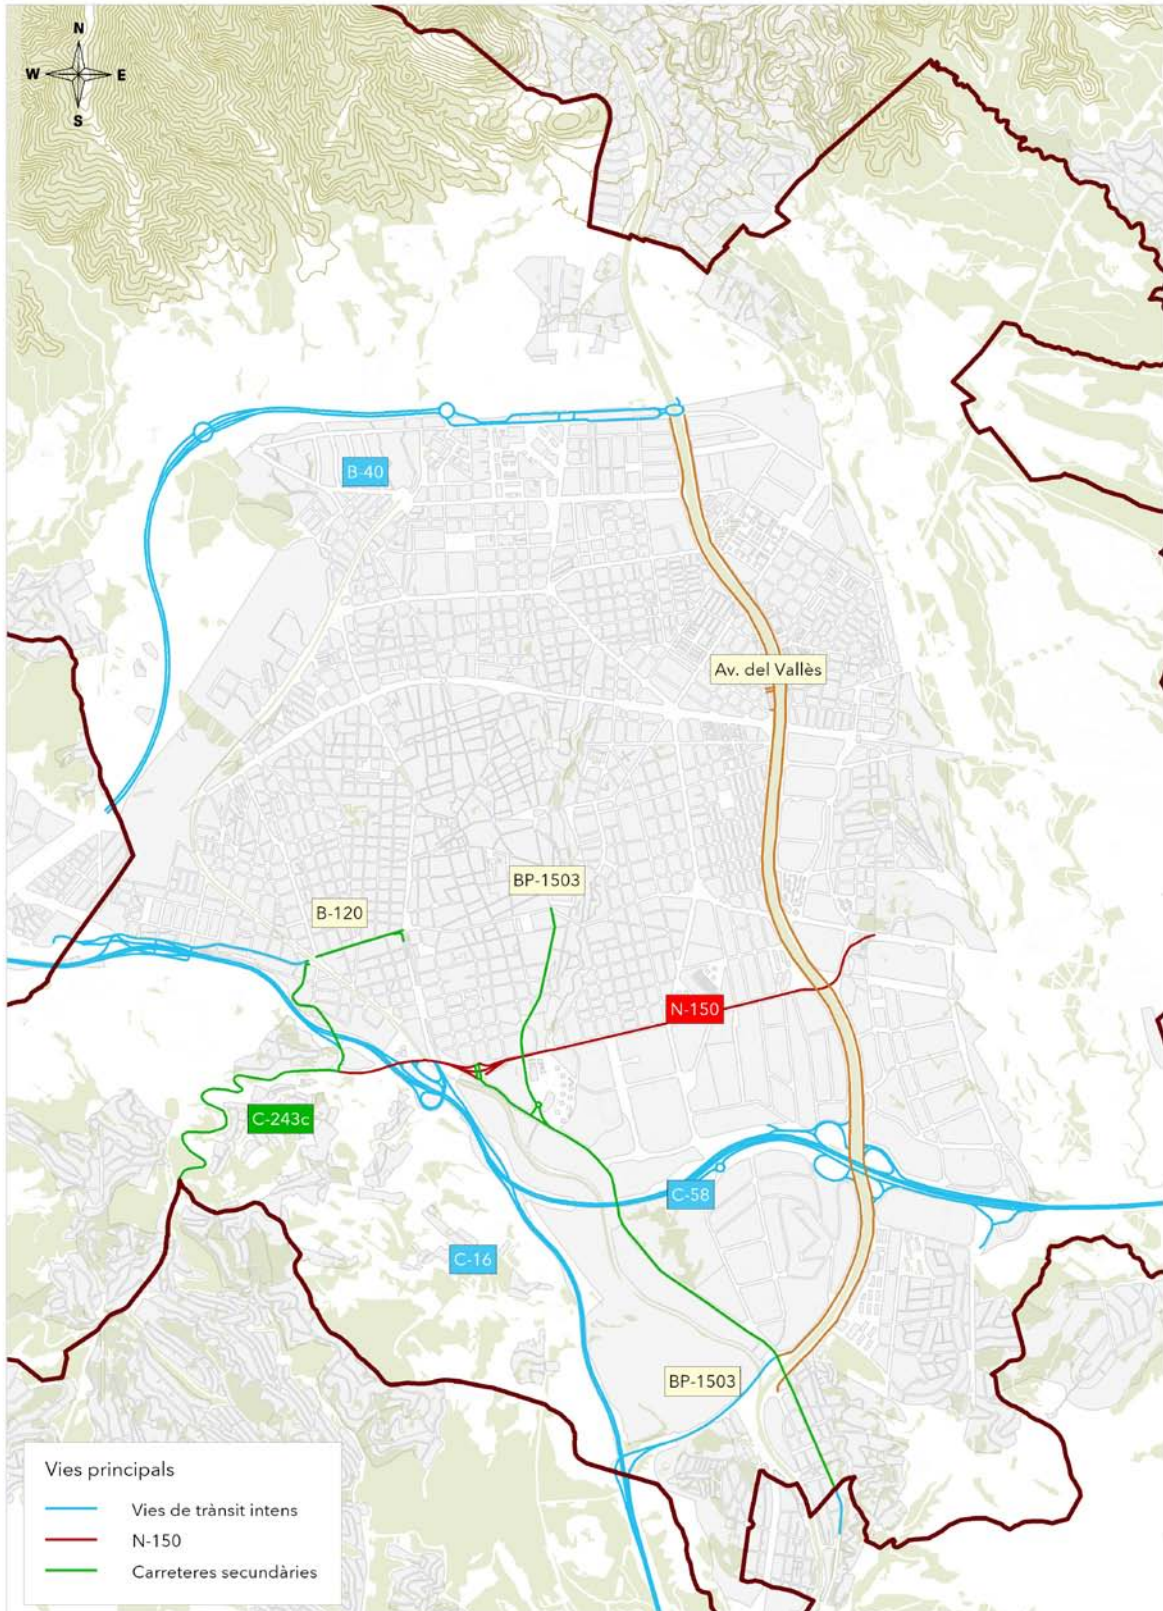 N
W E
S
B-40
Av. del Vallès
BP-1503
B-120
N-150
C-243c
C-58
C-16
BP-1503
Vies principals
Vies de trànsit intens
N-150
Carreteres secundàries